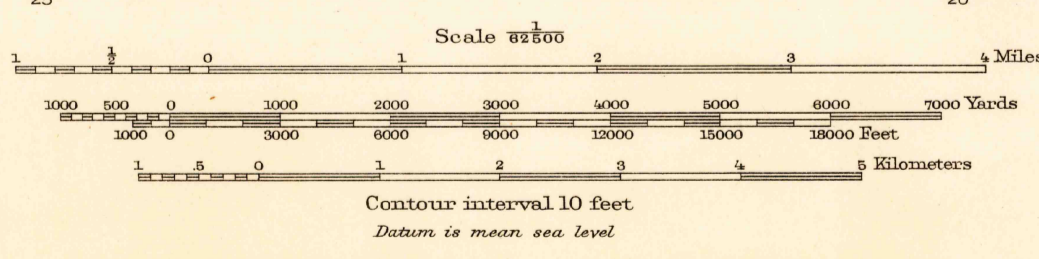 Scale 1/62500
1 1/2 0 1 2 3 4 Miles
1000 500 0 1000 2000 3000 4000 5000 6000 7000 Yards
1000 0 3000 6000 9000 12000 15000 18000 Feet
1 .5 0 1 2 3 4 5 Kilometers
Contour interval 10 feet
Datum is mean sea level